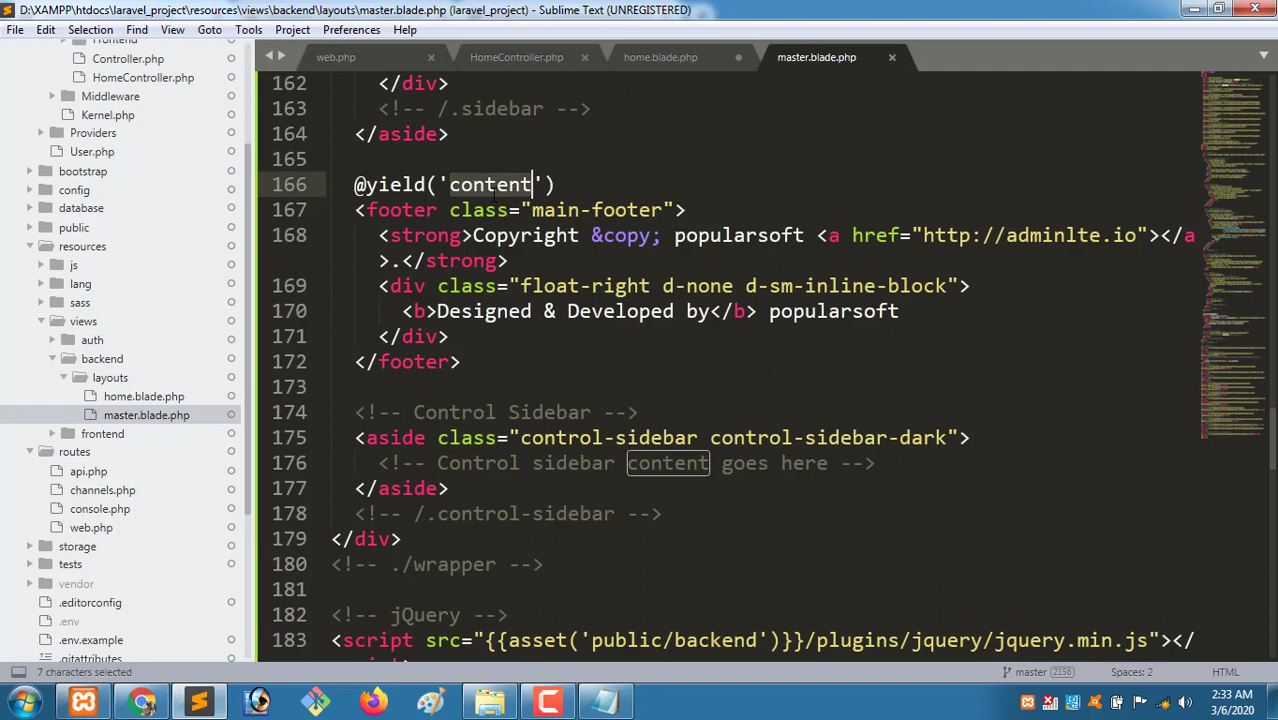 D:\XAMPP\htdocs\laravel_project\resources\views\backend\layouts\master.blade.php (laravel_project) - Sublime Text (UNREGISTERED)
File Edit Selection Find View Goto Tools Project Preferences Help
web.php HomeController.php home.blade.php master.blade.php
Frontend
Controller.php
HomeController.php
Middleware
Kernel.php
Providers
User.php
bootstrap
config
database
public
resources
js
lang
sass
views
auth
backend
layouts
home.blade.php
master.blade.php
frontend
routes
api.php
channels.php
console.php
web.php
storage
tests
vendor
.editorconfig
.env
.env.example
.gitattributes
162 </div>
163 <!-- /.sidebar -->
164 </aside>
165
166 @yield('content')
167 <footer class="main-footer">
168 <strong>Copyright &copy; popularsoft <a href="http://adminlte.io"></a
>.</strong>
169 <div class="float-right d-none d-sm-inline-block">
170 <b>Designed & Developed by</b> popularsoft
171 </div>
172 </footer>
173
174 <!-- Control Sidebar -->
175 <aside class="control-sidebar control-sidebar-dark">
176 <!-- Control sidebar content goes here -->
177 </aside>
178 <!-- /.control-sidebar -->
179 </div>
180 <!-- ./wrapper -->
181
182 <!-- jQuery -->
183 <script src="{{asset('public/backend')}}/plugins/jquery/jquery.min.js"></
7 characters selected master 2156 Spaces: 2 HTML
2:33 AM
3/6/2020